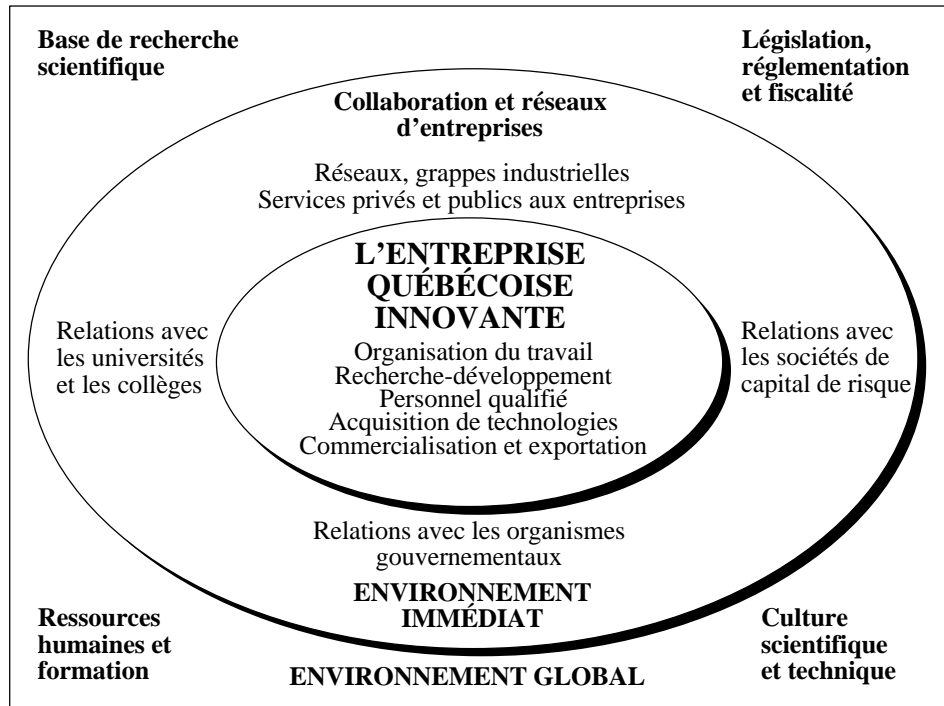 Base de recherche
scientifique
Législation,
réglementation
et fiscalité
Collaboration et réseaux
d’entreprises
Réseaux, grappes industrielles
Services privés et publics aux entreprises
L’ENTREPRISE
QUÉBÉCOISE
INNOVANTE
Organisation du travail
Recherche-développement
Personnel qualifié
Acquisition de technologies
Commercialisation et exportation
Relations avec
les universités
et les collèges
Relations avec
les sociétés de
capital de risque
Relations avec les organismes
gouvernementaux
ENVIRONNEMENT
IMMÉDIAT
Ressources
humaines et
formation
Culture
scientifique
et technique
ENVIRONNEMENT GLOBAL